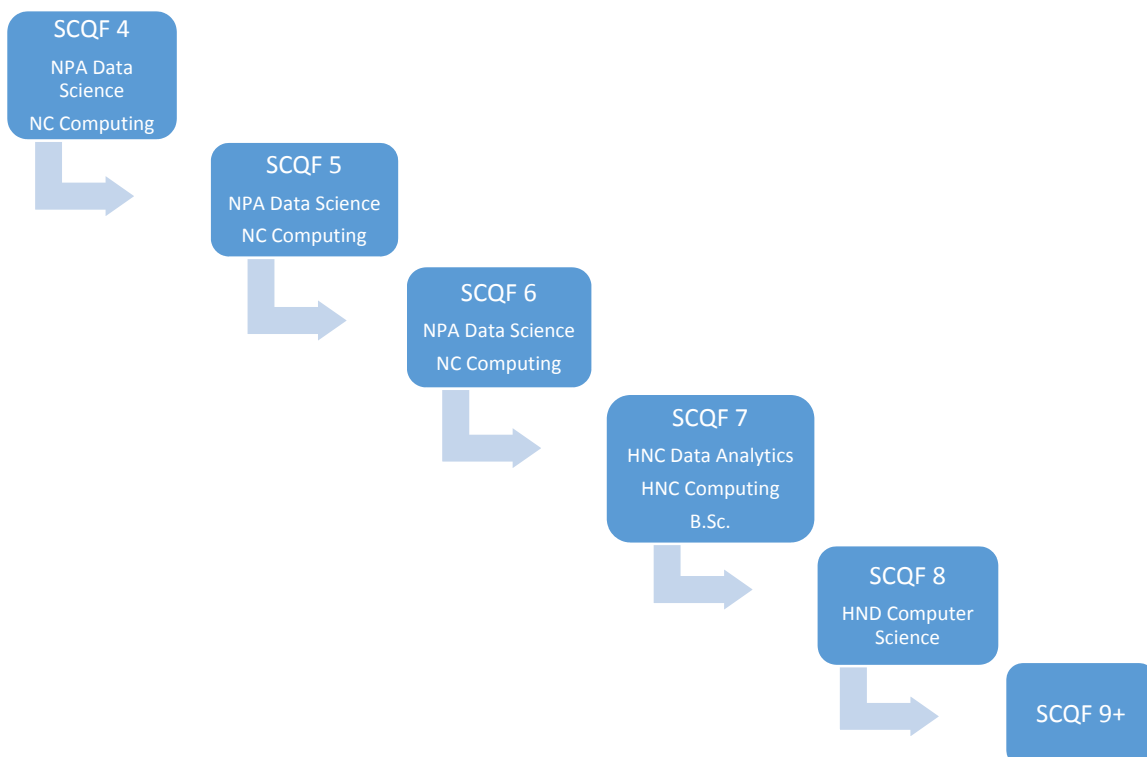 SCQF 4
NPA Data
Science
NC Computing
SCQF 5
NPA Data Science
NC Computing
SCQF 6
NPA Data Science
NC Computing
SCQF 7
HNC Data Analytics
HNC Computing
B.Sc.
SCQF 8
HND Computer
Science
SCQF 9+